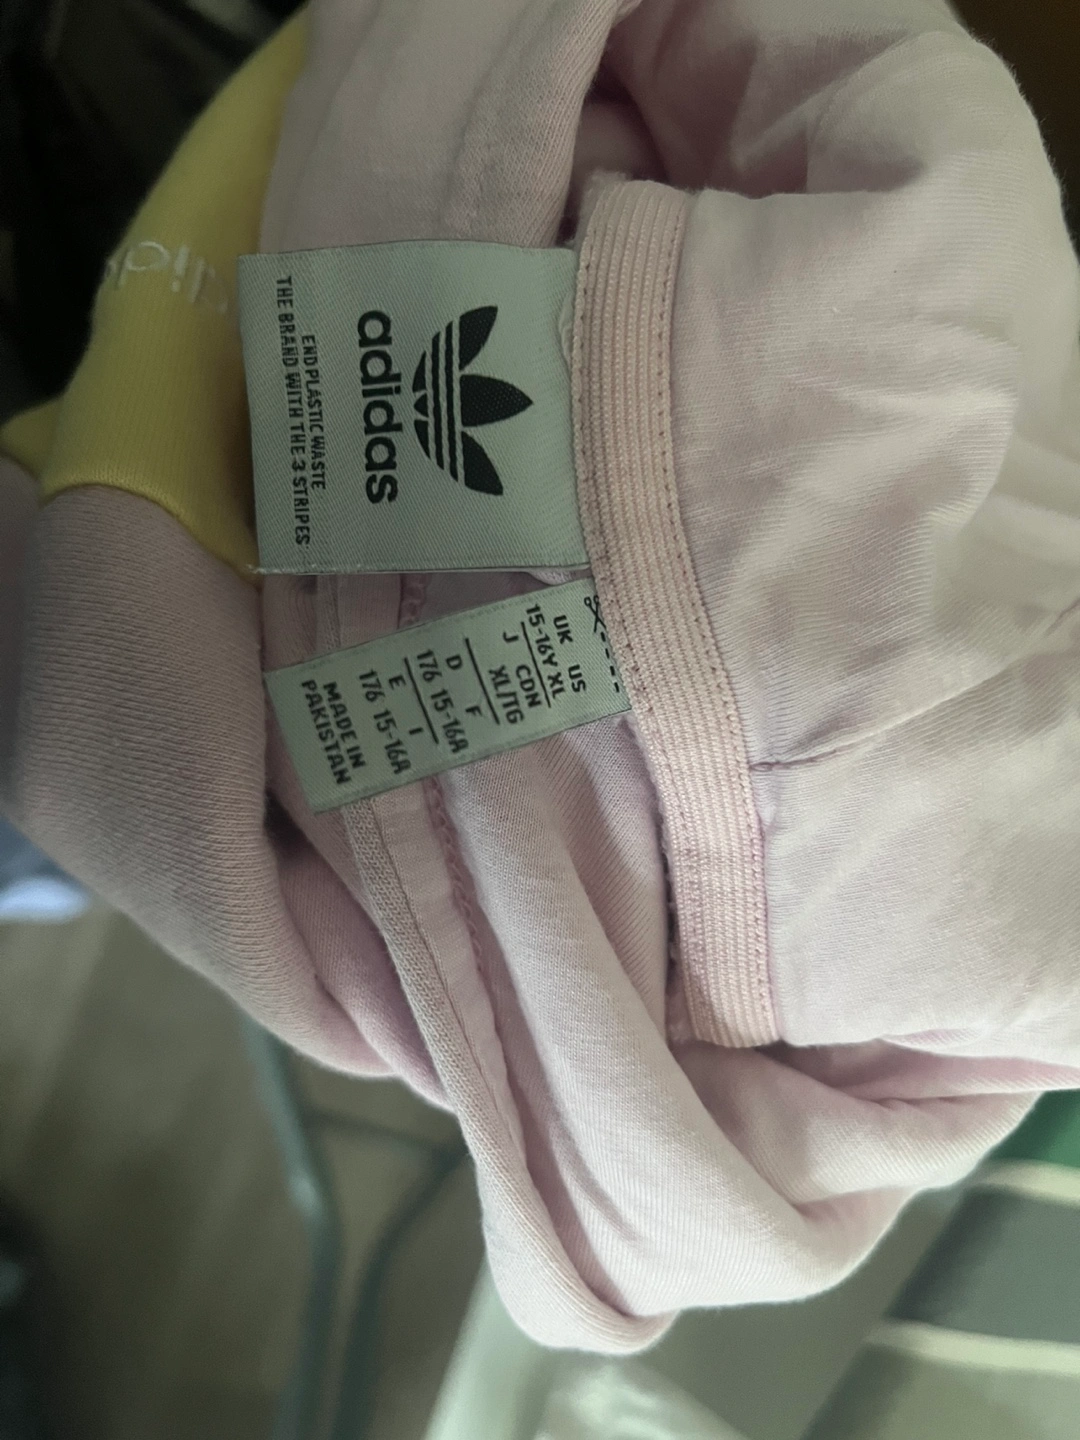 adidas
END PLASTIC WASTE
THE BRAND WITH THE 3 STRIPES
UK US
15-16Y XL
J CDN
XL/TG
D F
176 15-16A
E I
176 15-16A
MADE IN
PAKISTAN